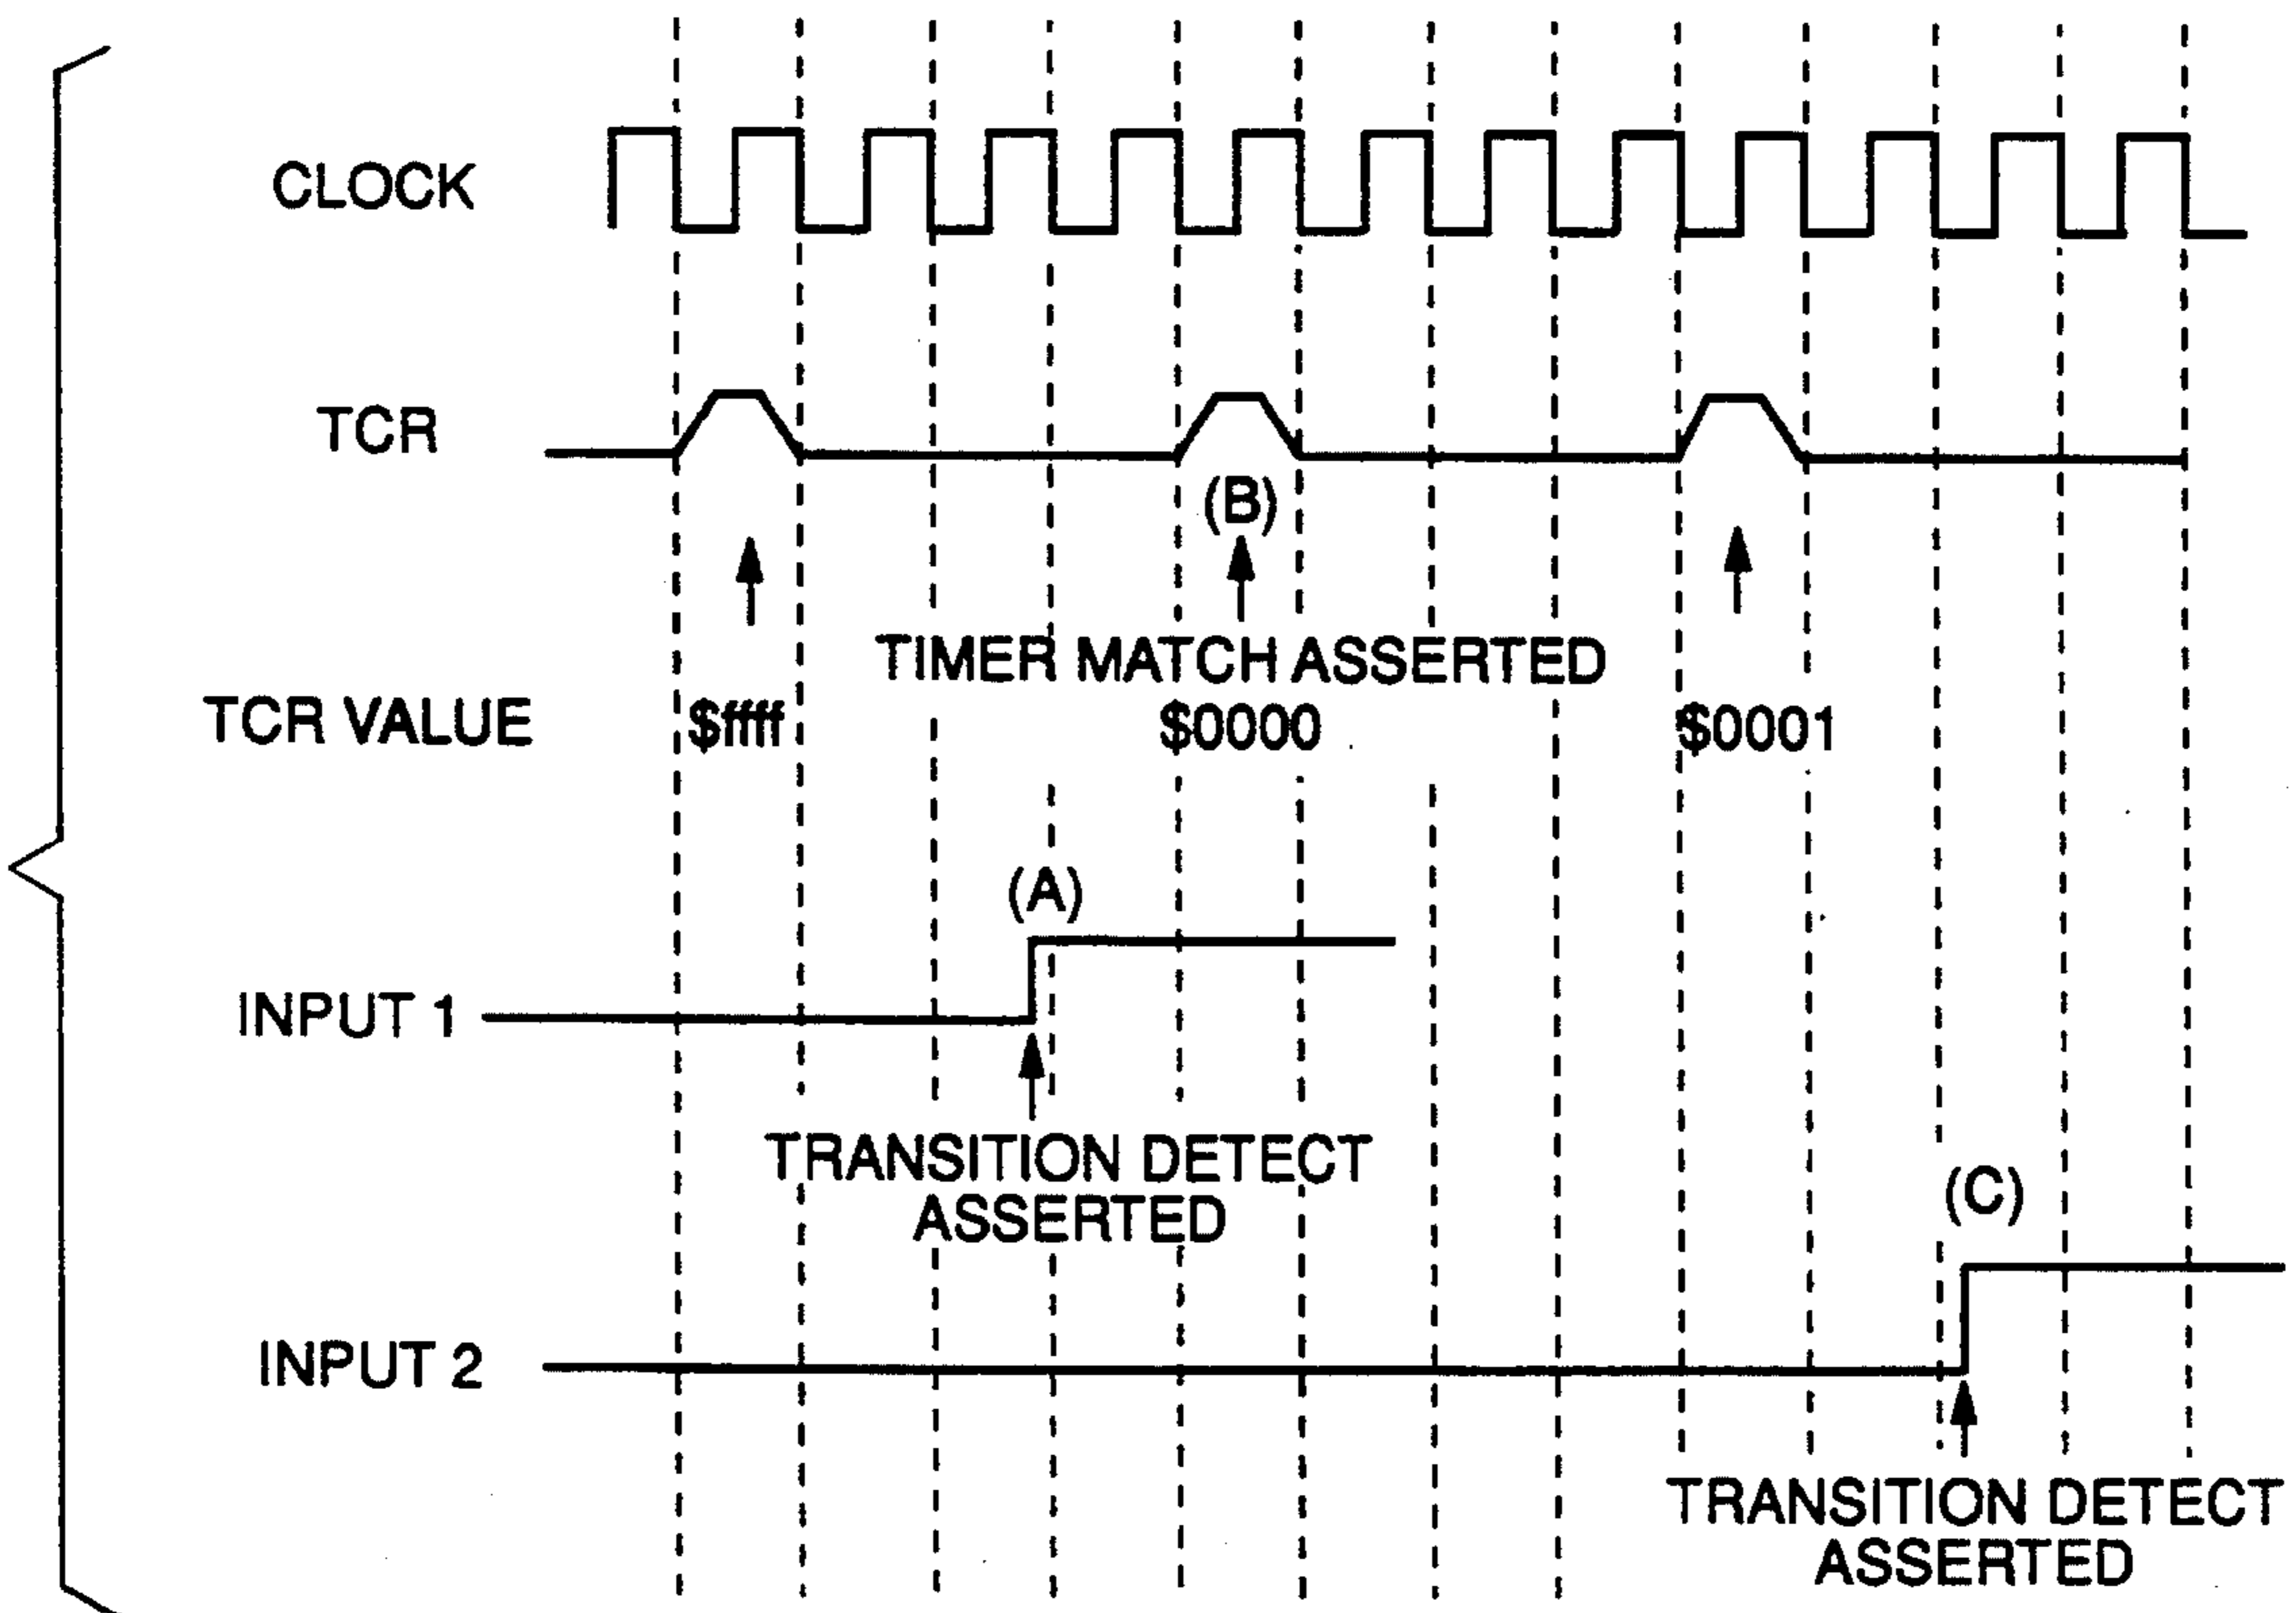 CLOCK
TCR
(B)
TIMER MATCH ASSERTED
TCR VALUE $ffff $0000 $0001
(A)
INPUT 1
TRANSITION DETECT
ASSERTED
(C)
INPUT 2
TRANSITION DETECT
ASSERTED